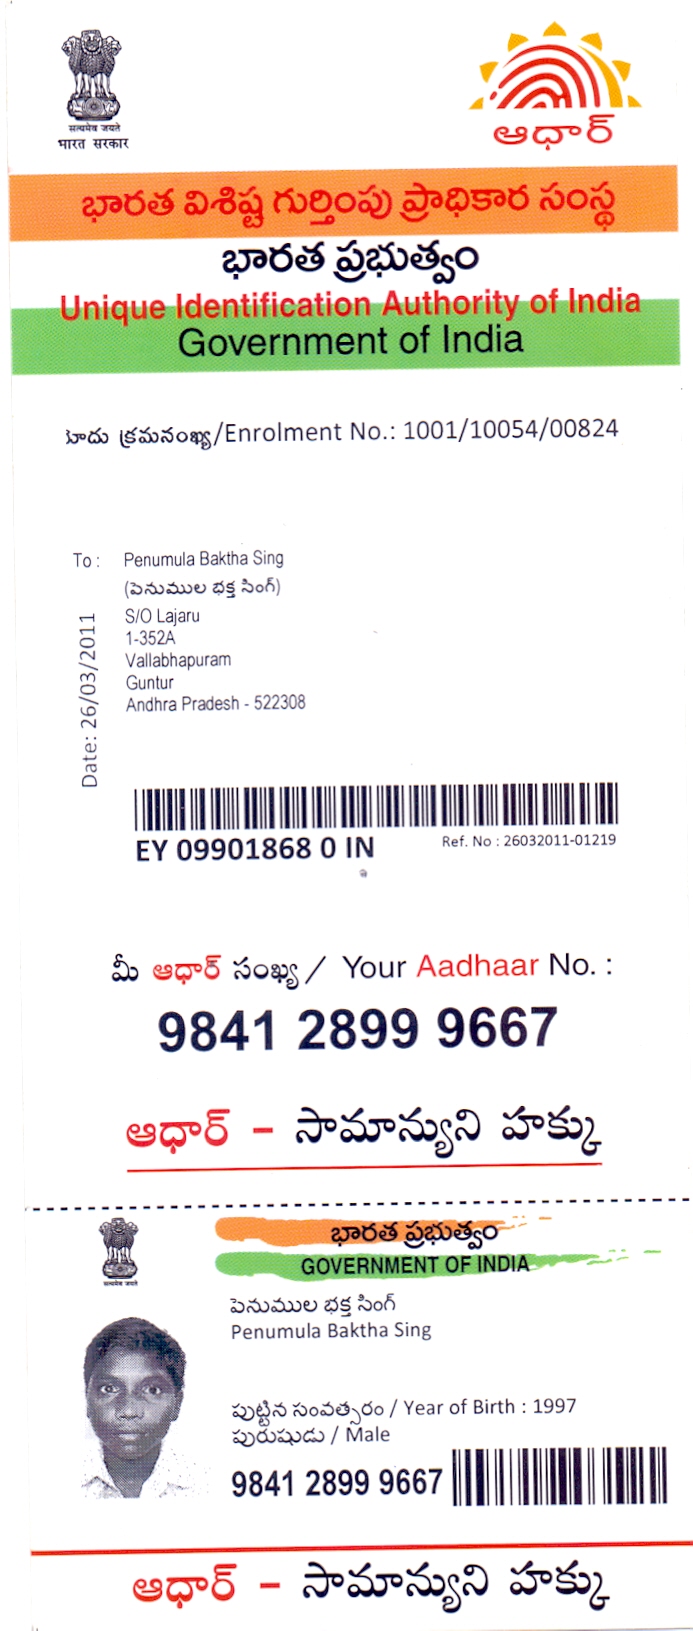 सत्यमेव जयते
भारत सरकार
ఆధార్
భారత విశిష్ట గుర్తింపు ప్రాధికార సంస్థ
భారత ప్రభుత్వం
Unique Identification Authority of India
Government of India
క్రమసంఖ్య/Enrolment No.: 1001/10054/00824
To : Penumula Baktha Sing
(పెనుముల భక్త సింగ్)
S/O Lajaru
1-352A
Vallabhapuram
Guntur
Andhra Pradesh - 522308
Date: 26/03/2011
EY 09901868 0 IN
Ref. No : 26032011-01219
మీ ఆధార్ సంఖ్య / Your Aadhaar No. :
9841 2899 9667
ఆధార్ - సామాన్యుని హక్కు
భారత ప్రభుత్వం
GOVERNMENT OF INDIA
सत्यमेव जयते
పెనుముల భక్త సింగ్
Penumula Baktha Sing
పుట్టిన సంవత్సరం / Year of Birth : 1997
పురుషుడు / Male
9841 2899 9667
ఆధార్ - సామాన్యుని హక్కు